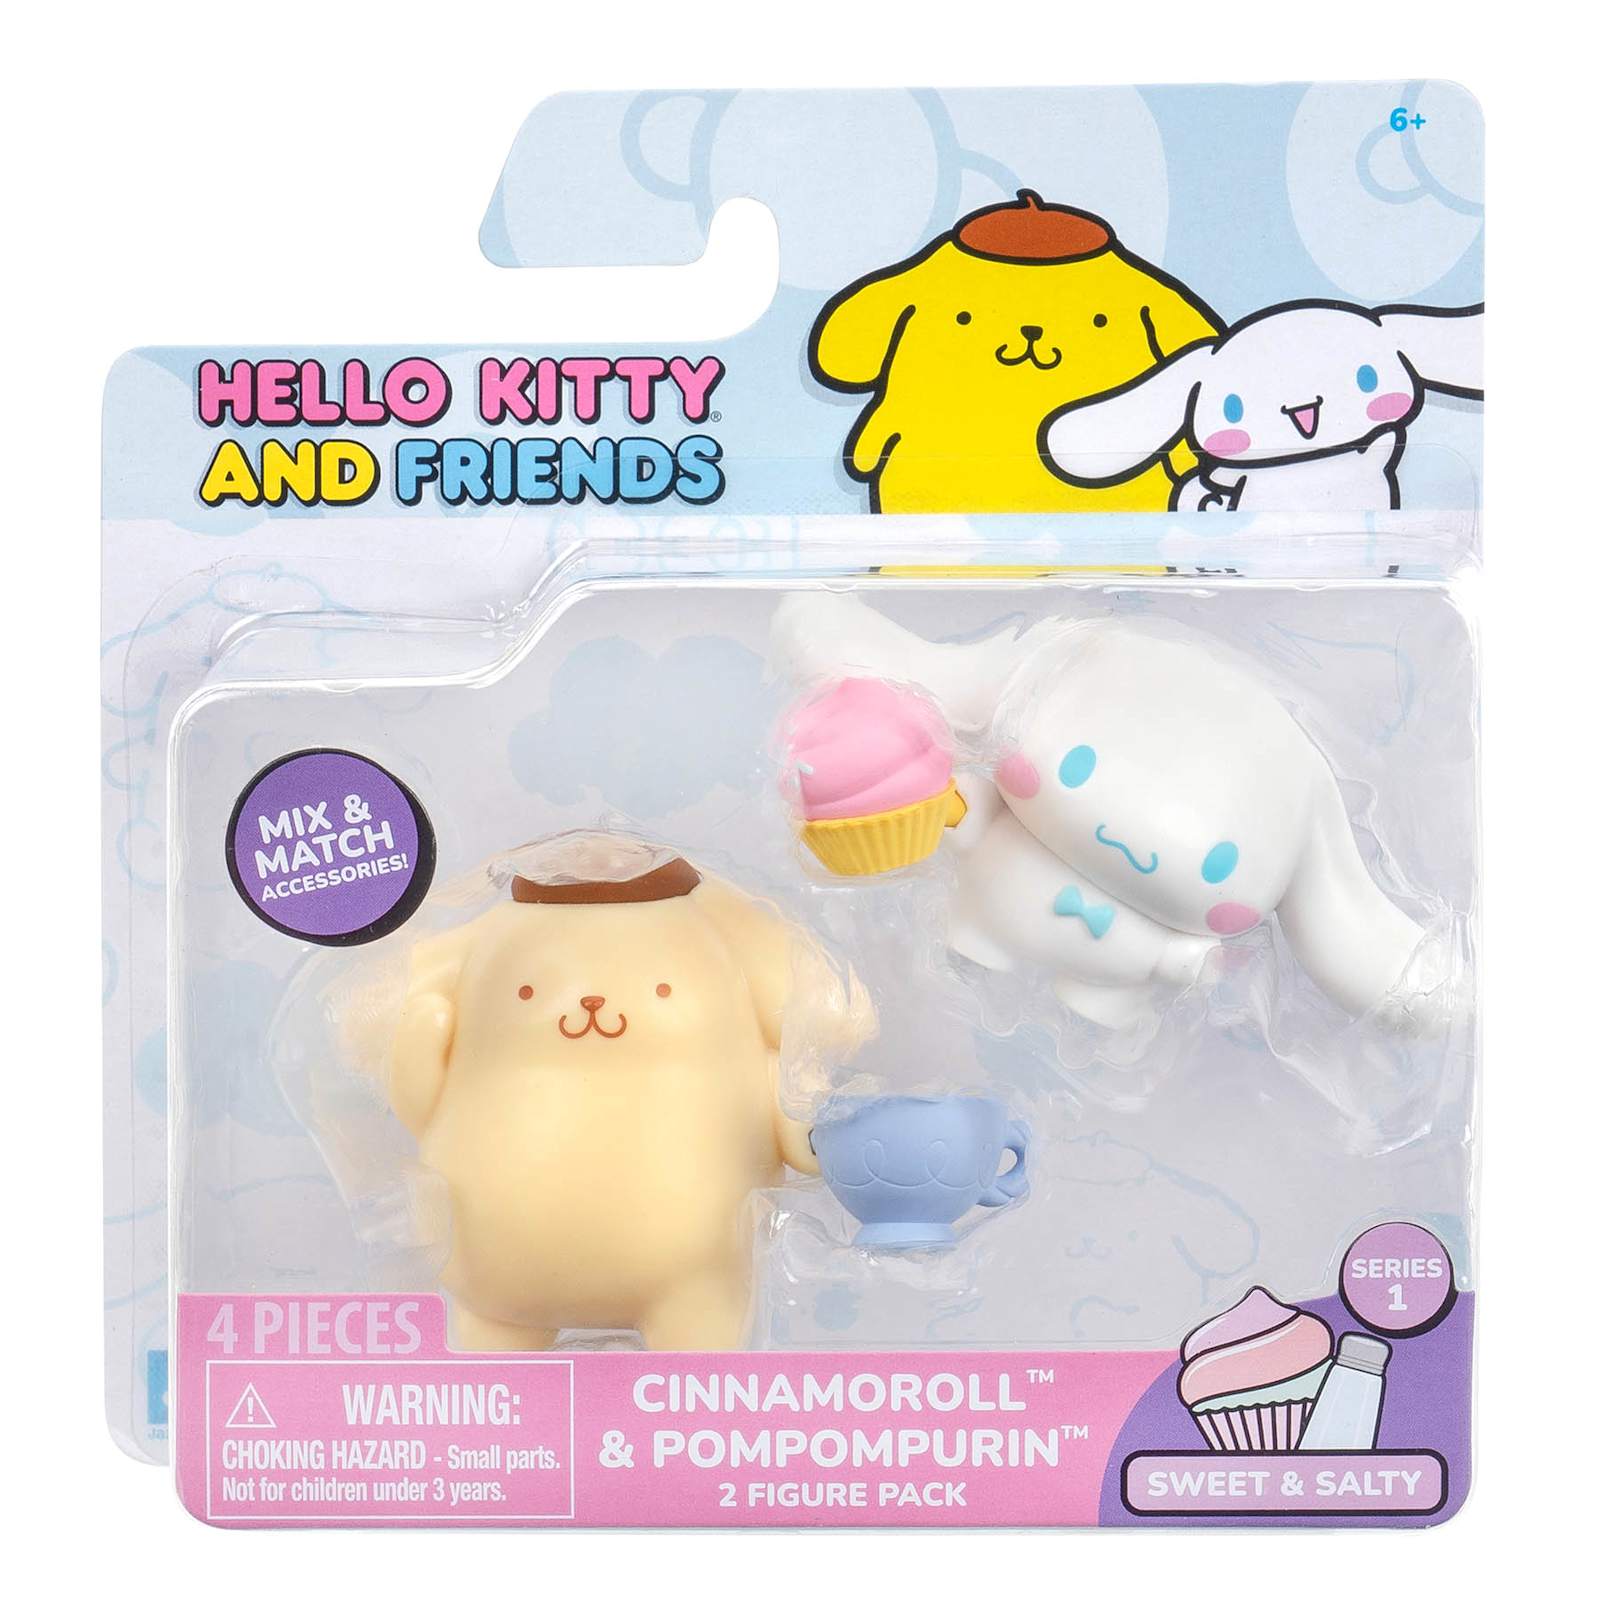 6+
HELLO KITTY®
AND FRIENDS
MIX &
MATCH
ACCESSORIES!
4 PIECES
WARNING:
CHOKING HAZARD - Small parts.
Not for children under 3 years.
CINNAMOROLL™
& POMPOMPURIN™
2 FIGURE PACK
SERIES
1
SWEET & SALTY